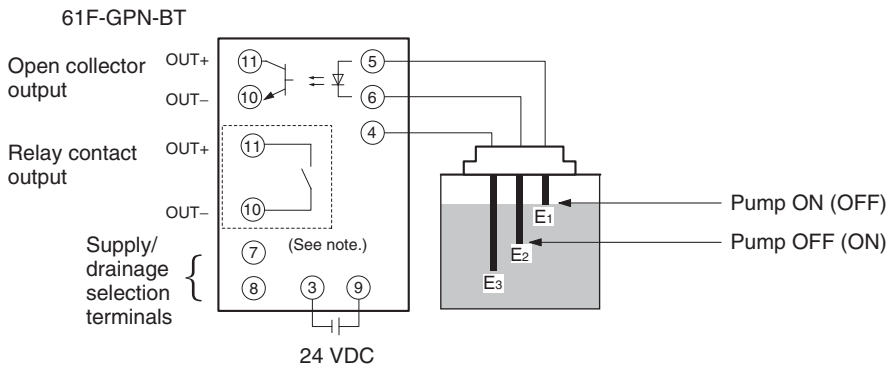 61F-GPN-BT
Open collector
output
OUT+
OUT−
11
10
5
6
4
Relay contact
output
OUT+
OUT−
11
10
Supply/
drainage
selection
terminals
7
8
(See note.)
3
9
24 VDC
E1
E2
E3
Pump ON (OFF)
Pump OFF (ON)